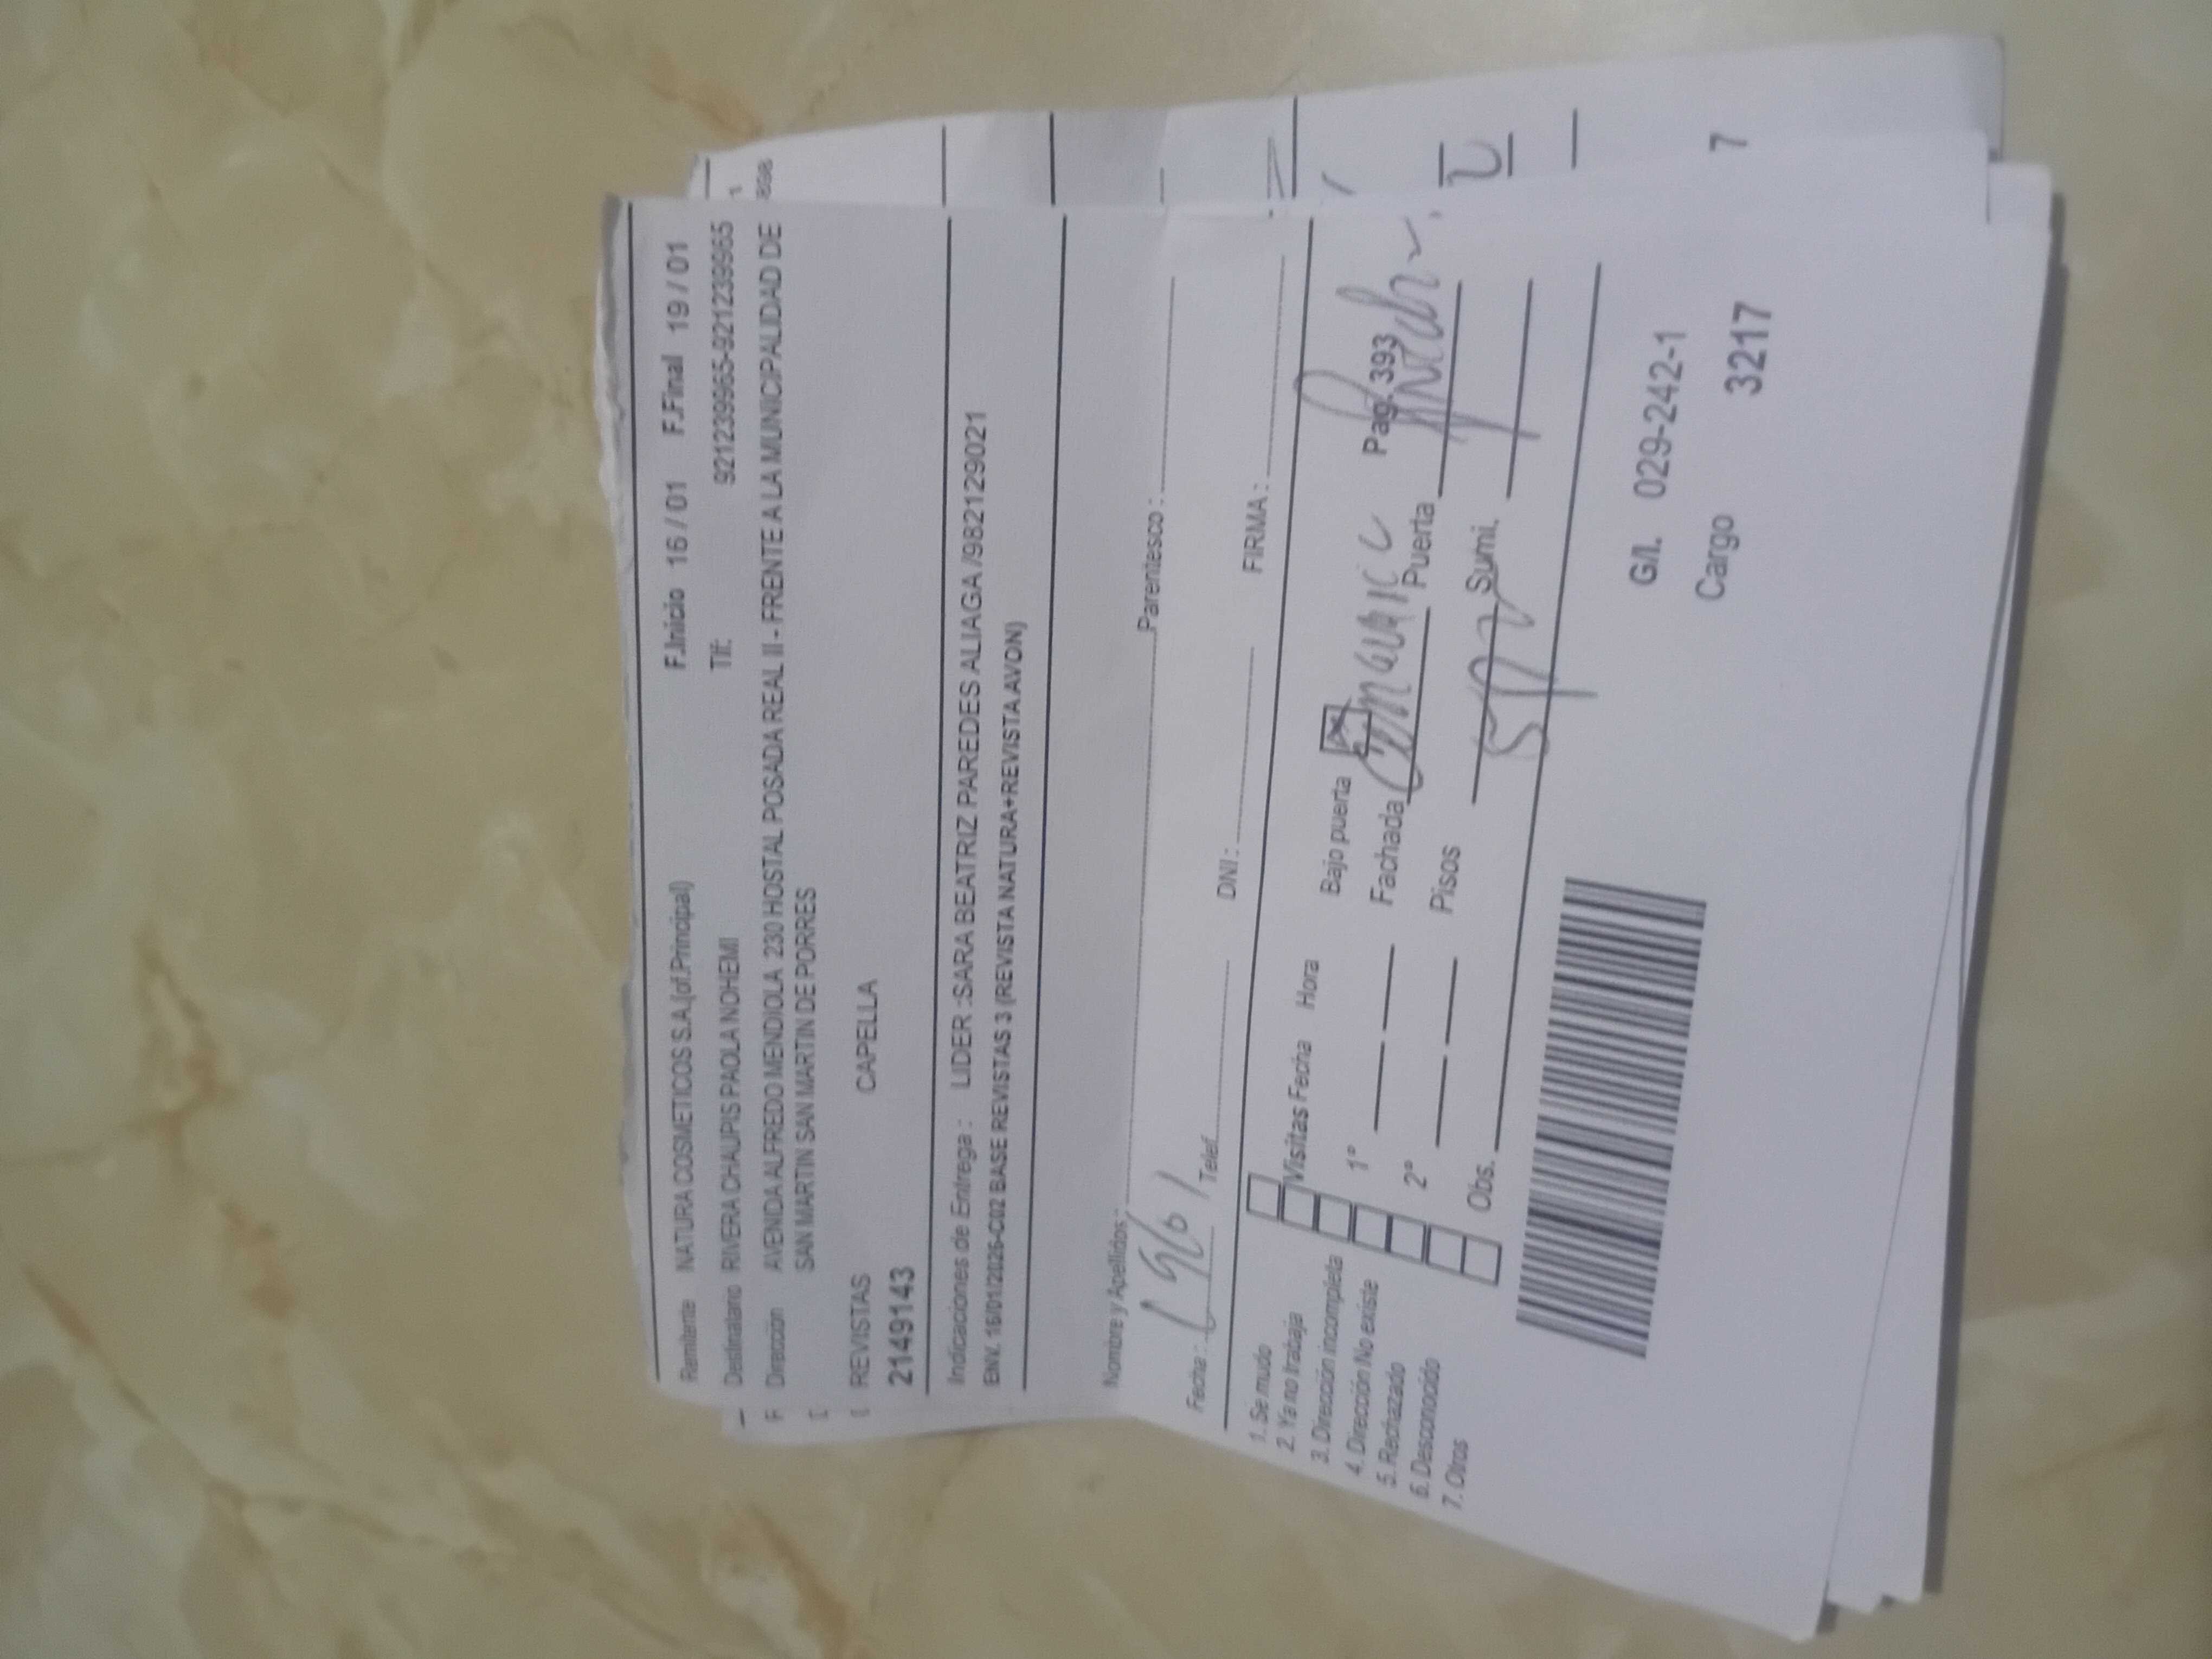 Remitente NATURA COSMETICOS S.A.(of.Principal) F.Inicio 16 / 01 F.Final 19 / 01
Destinatario RIVERA CHAUPIS PAOLA NOHEMI Tlf: 921239965-921239965
Dirección AVENIDA ALFREDO MENDIOLA 230 HOSTAL POSADA REAL II - FRENTE A LA MUNICIPALIDAD DE
SAN MARTIN SAN MARTIN DE PORRES
REVISTAS CAPELLA
2149143
Indicaciones de Entrega : LIDER :SARA BEATRIZ PAREDES ALIAGA /982129021
ENV. 16/01/2026-C02 BASE REVISTAS 3 (REVISTA NATURA+REVISTA AVON)
Nombre y Apellidos: Parentesco :
Fecha : Telef. DNI : FIRMA :
1. Se mudo
2. Ya no trabaja
3. Dirección incompleta
4. Dirección No existe
5. Rechazado
6. Desconocido
7. Otros
Visitas Fecha Hora Bajo puerta X Pag. 393
1° Fachada Puerta
2° Pisos Sumi.
Obs.
G/l. 029-242-1
Cargo 3217
7